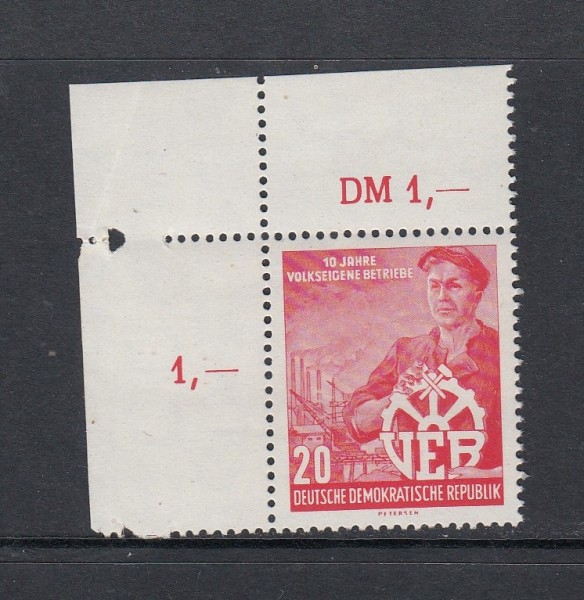 DM 1,—
10 JAHRE
VOLKSEIGENE BETRIEBE
1,—
VEB
20
DEUTSCHE DEMOKRATISCHE REPUBLIK
PETERSEN